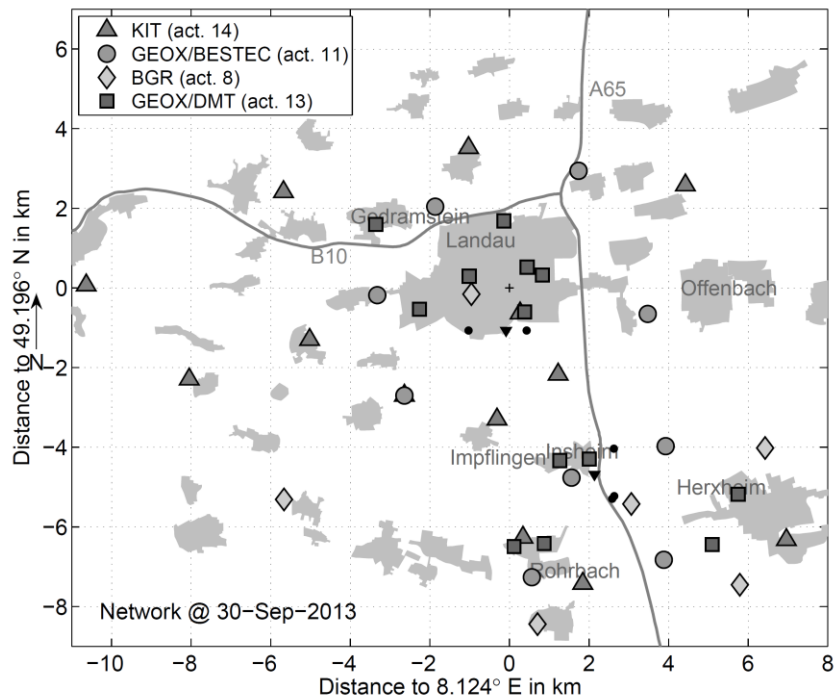 KIT (act. 14)
GEOX/BESTEC (act. 11)
BGR (act. 8)
GEOX/DMT (act. 13)
A65
Godramstein
Landau
B10
Offenbach
Impflingen
Insheim
Herxheim
Rohrbach
Network @ 30−Sep−2013
6
4
2
0
−2
−4
−6
−8
Distance to 49.196° N in km
N
−10
−8
−6
−4
−2
0
2
4
6
8
Distance to 8.124° E in km